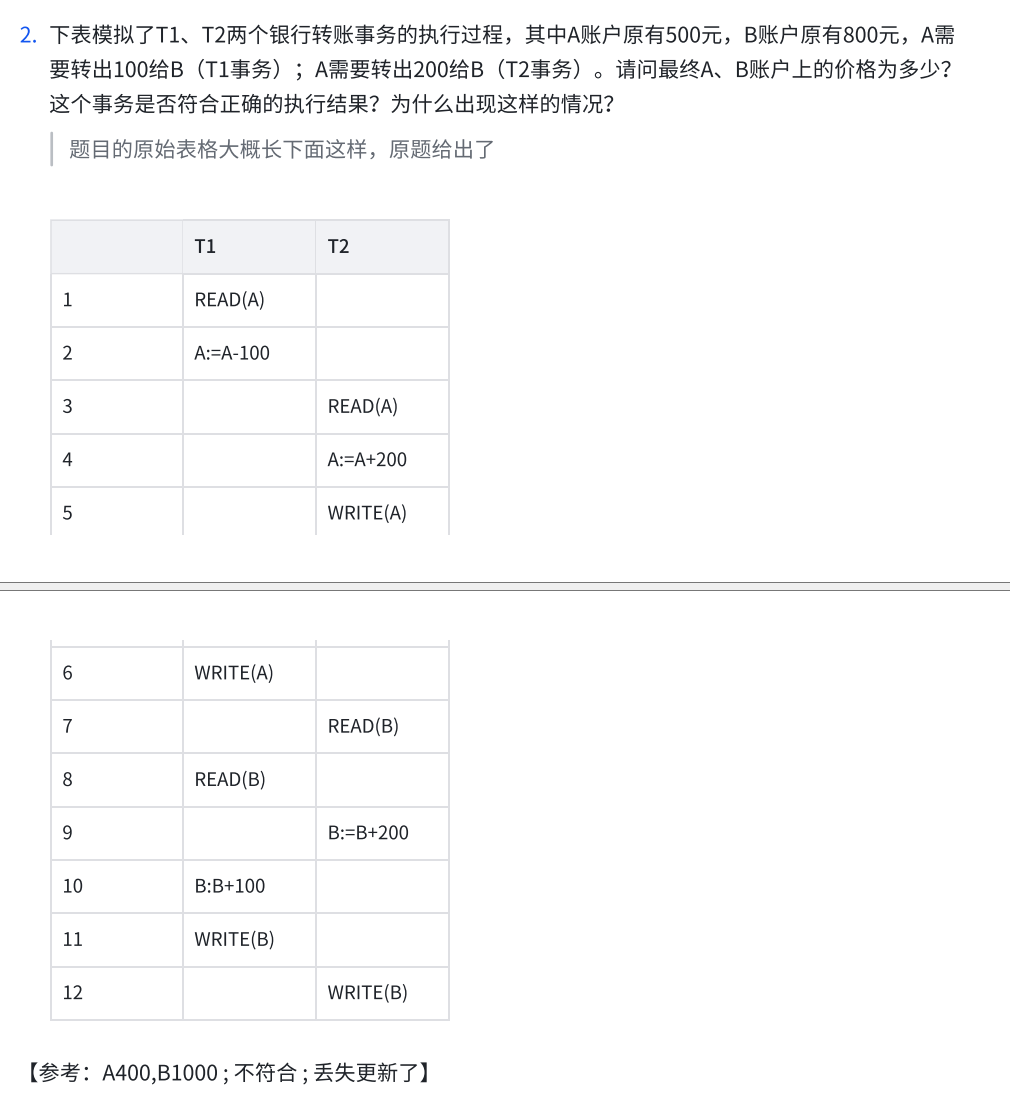 2. 下表模拟了T1、T2两个银行转账事务的执行过程，其中A账户原有500元，B账户原有800元，A需
要转出100给B（T1事务）；A需要转出200给B（T2事务）。请问最终A、B账户上的价格为多少？
这个事务是否符合正确的执行结果？为什么出现这样的情况？
题目的原始表格大概长下面这样，原题给出了
T1 T2
1 READ(A)
2 A:=A-100
3 READ(A)
4 A:=A+200
5 WRITE(A)
6 WRITE(A)
7 READ(B)
8 READ(B)
9 B:=B+200
10 B:B+100
11 WRITE(B)
12 WRITE(B)
【参考：A400,B1000 ; 不符合 ; 丢失更新了】